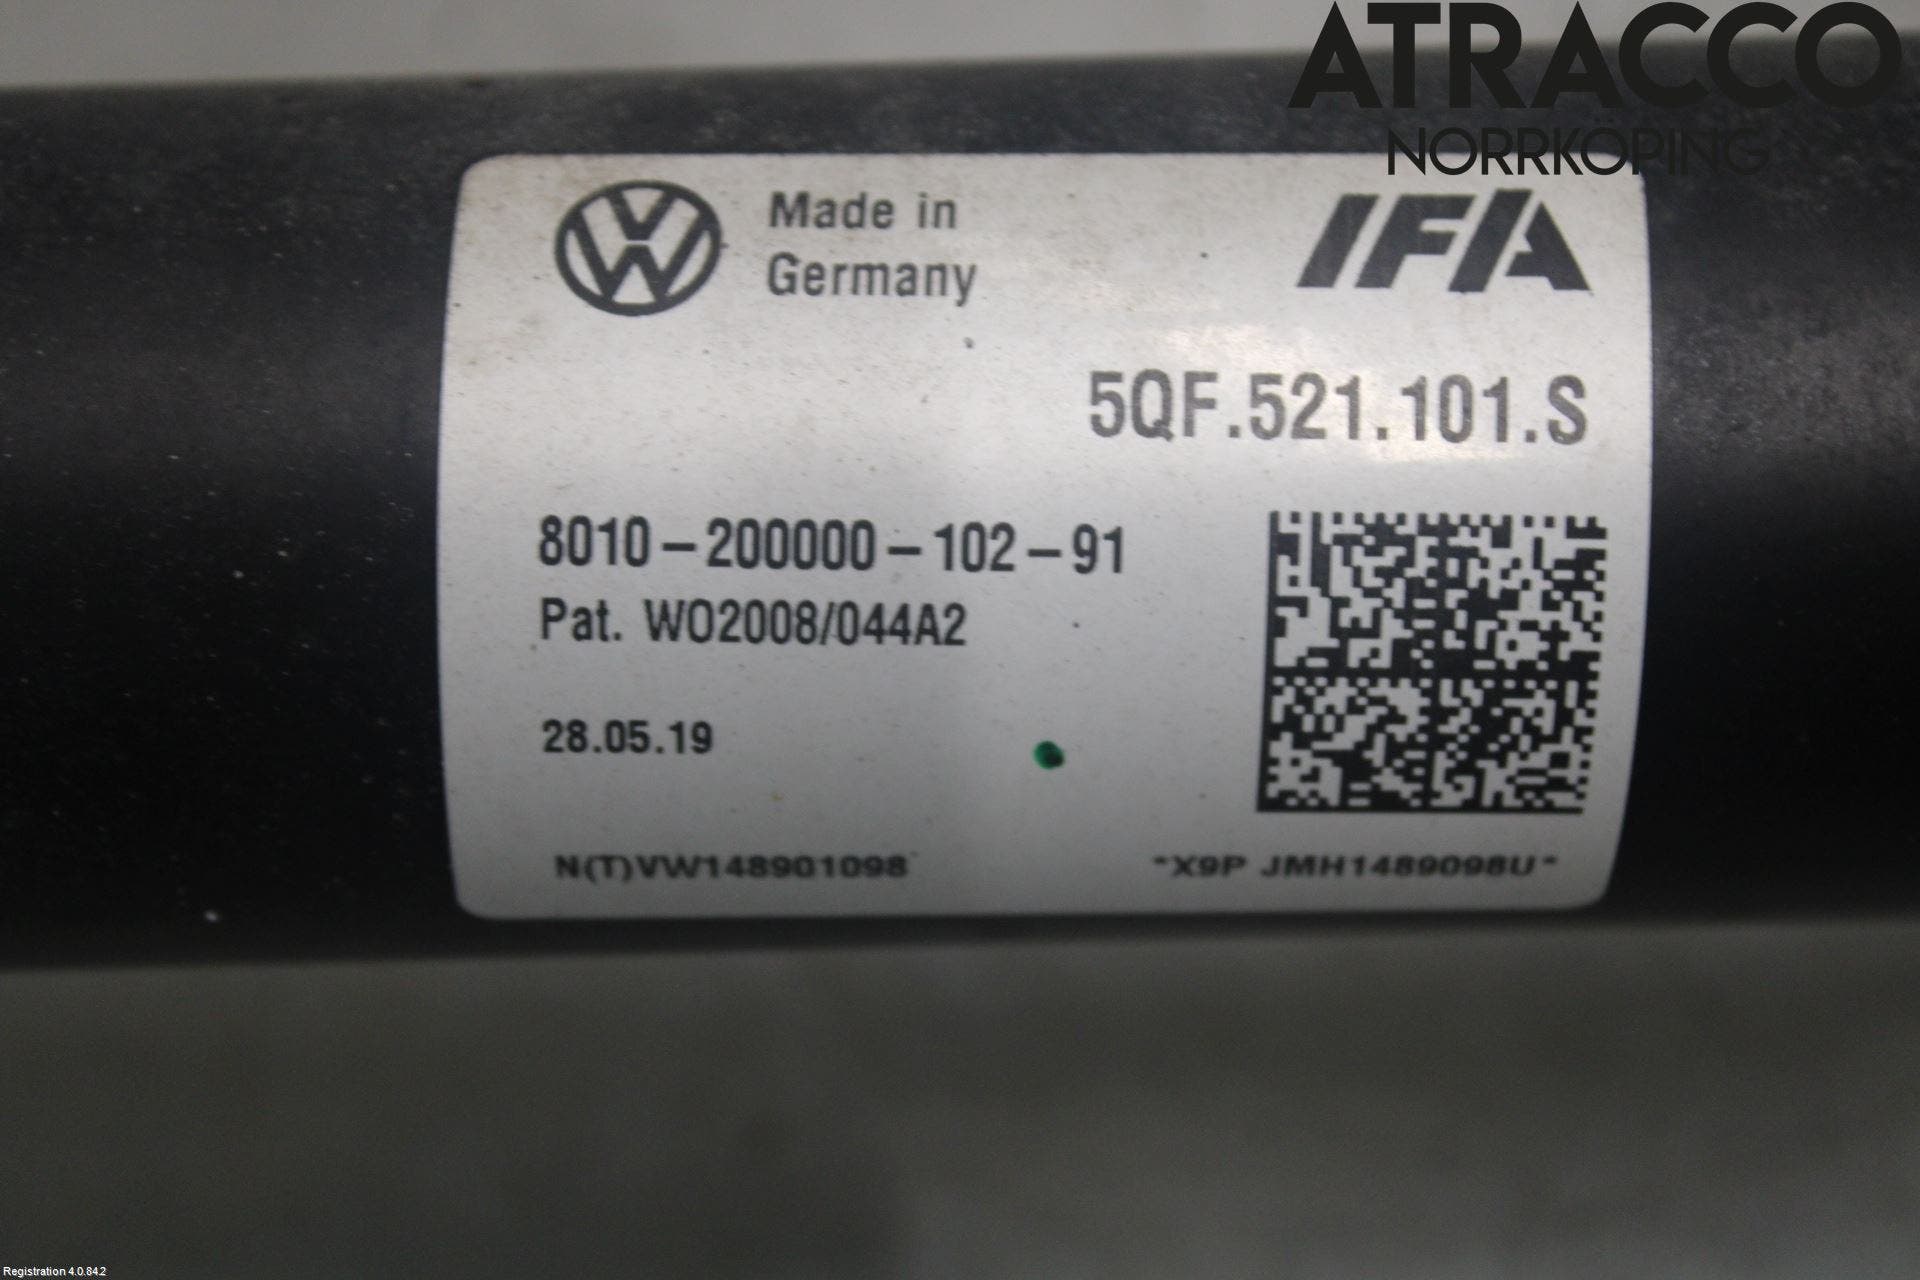 ATRACCO
NORRKÖPING
Made in
Germany
IFA
5QF.521.101.S
8010-200000-102-91
Pat. WO2008/044A2
28.05.19
N(T)VW148901098
*X9P JMH1489098U*
Registration 4.0.84.2